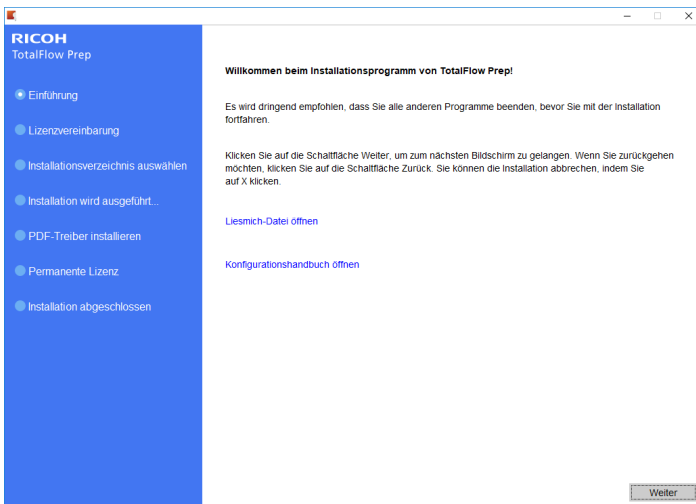 RICOH
TotalFlow Prep
Einführung
Lizenzvereinbarung
Installationsverzeichnis auswählen
Installation wird ausgeführt...
PDF-Treiber installieren
Permanente Lizenz
Installation abgeschlossen
Willkommen beim Installationsprogramm von TotalFlow Prep!
Es wird dringend empfohlen, dass Sie alle anderen Programme beenden, bevor Sie mit der Installation
fortfahren.
Klicken Sie auf die Schaltfläche Weiter, um zum nächsten Bildschirm zu gelangen. Wenn Sie zurückgehen
möchten, klicken Sie auf die Schaltfläche Zurück. Sie können die Installation abbrechen, indem Sie
auf X klicken.
Liesmich-Datei öffnen
Konfigurationshandbuch öffnen
Weiter